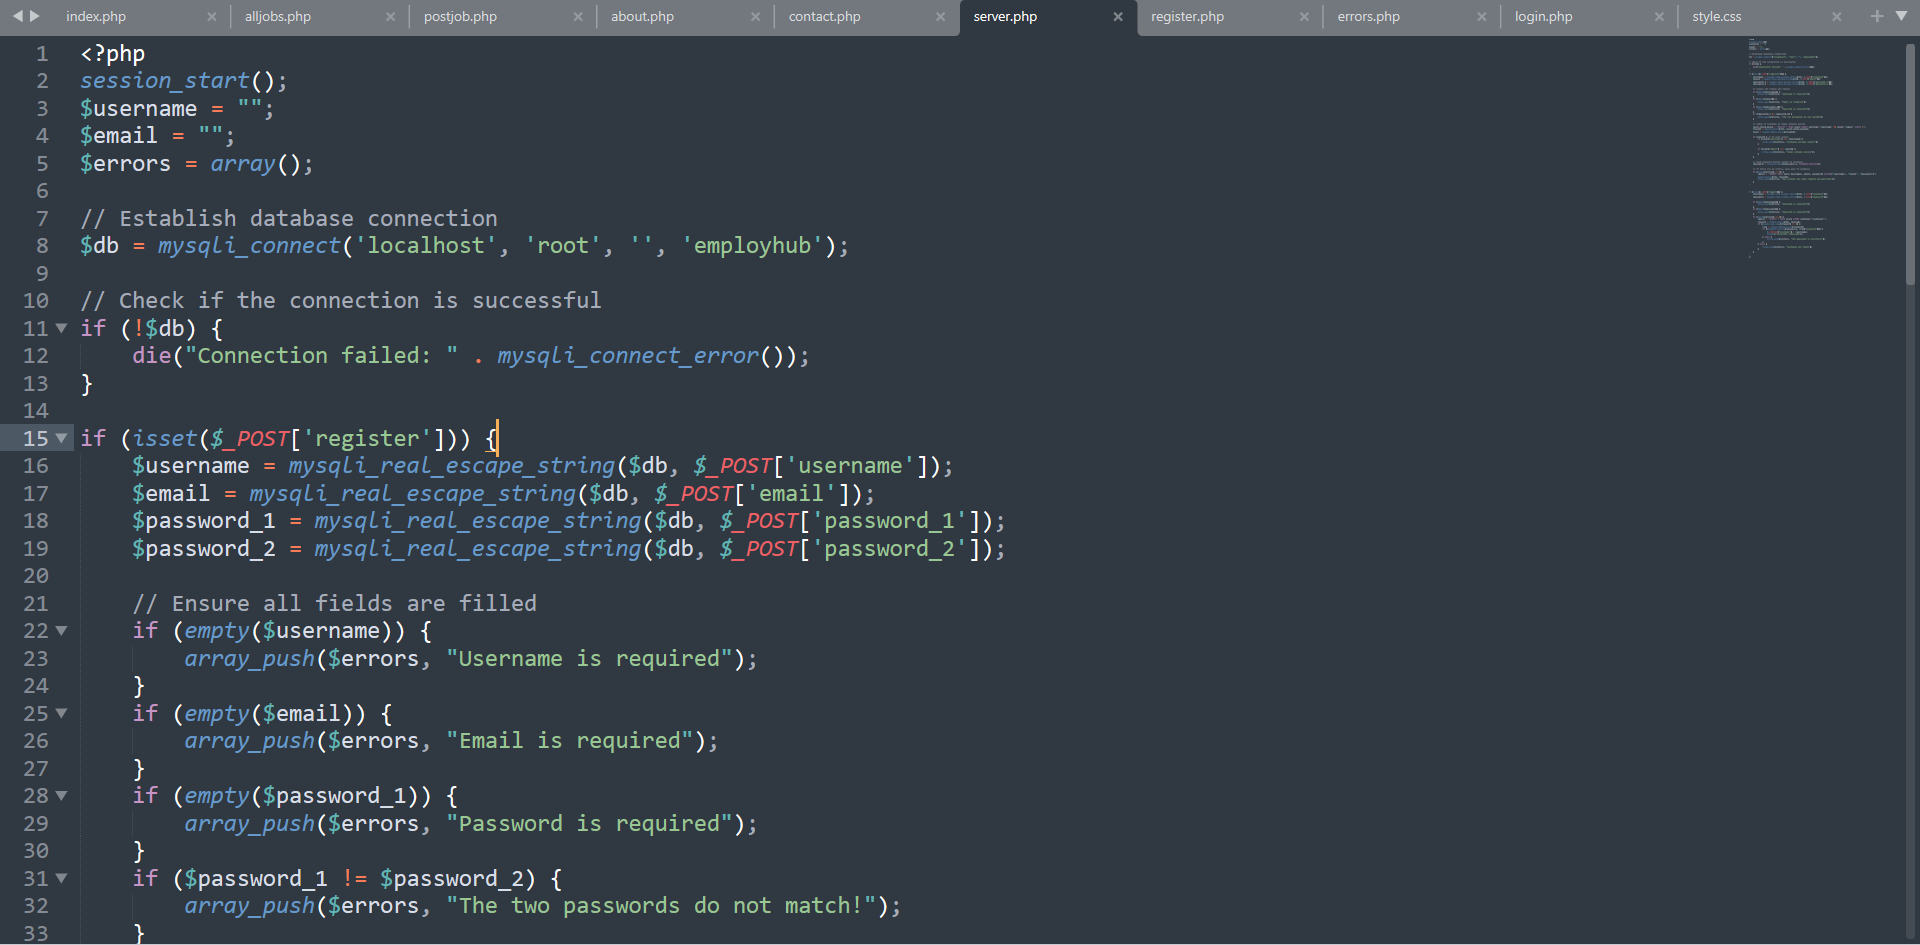 index.php alljobs.php postjob.php about.php contact.php server.php register.php errors.php login.php style.css
1 <?php
2 session_start();
3 $username = "";
4 $email = "";
5 $errors = array();
6
7 // Establish database connection
8 $db = mysqli_connect('localhost', 'root', '', 'employhub');
9
10 // Check if the connection is successful
11 if (!$db) {
12     die("Connection failed: " . mysqli_connect_error());
13 }
14
15 if (isset($_POST['register'])) {
16     $username = mysqli_real_escape_string($db, $_POST['username']);
17     $email = mysqli_real_escape_string($db, $_POST['email']);
18     $password_1 = mysqli_real_escape_string($db, $_POST['password_1']);
19     $password_2 = mysqli_real_escape_string($db, $_POST['password_2']);
20
21     // Ensure all fields are filled
22     if (empty($username)) {
23         array_push($errors, "Username is required");
24     }
25     if (empty($email)) {
26         array_push($errors, "Email is required");
27     }
28     if (empty($password_1)) {
29         array_push($errors, "Password is required");
30     }
31     if ($password_1 != $password_2) {
32         array_push($errors, "The two passwords do not match!");
33     }